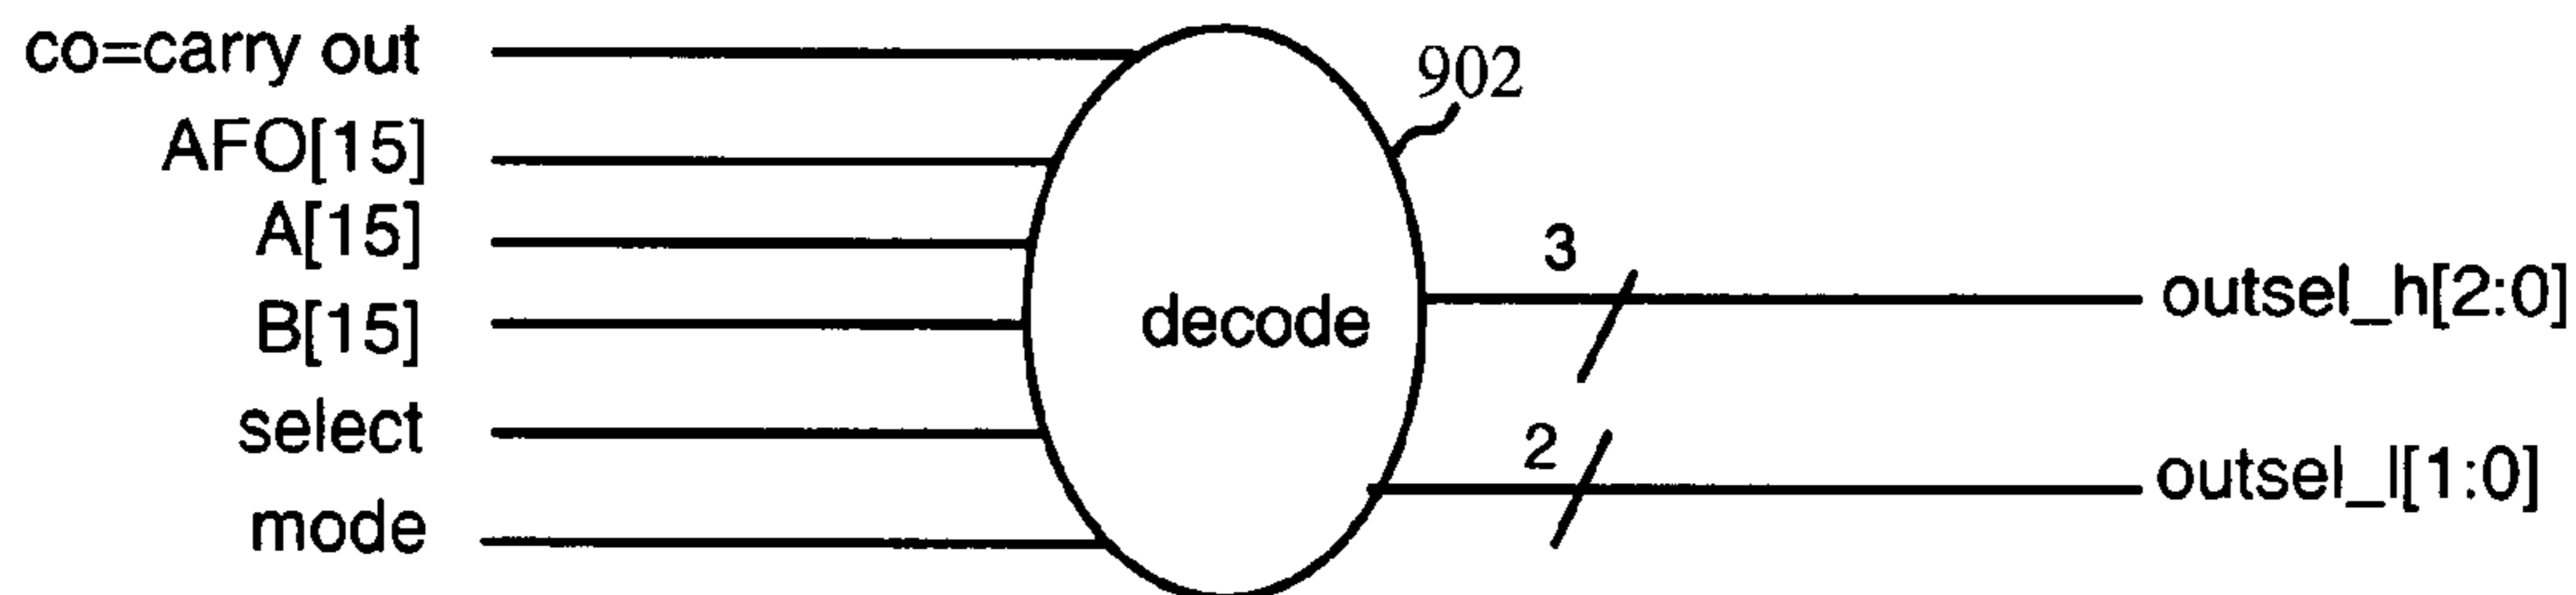 co=carry out
902
AFO[15]
A[15]
B[15]
select
mode
decode
3
outsel_h[2:0]
2
outsel_l[1:0]